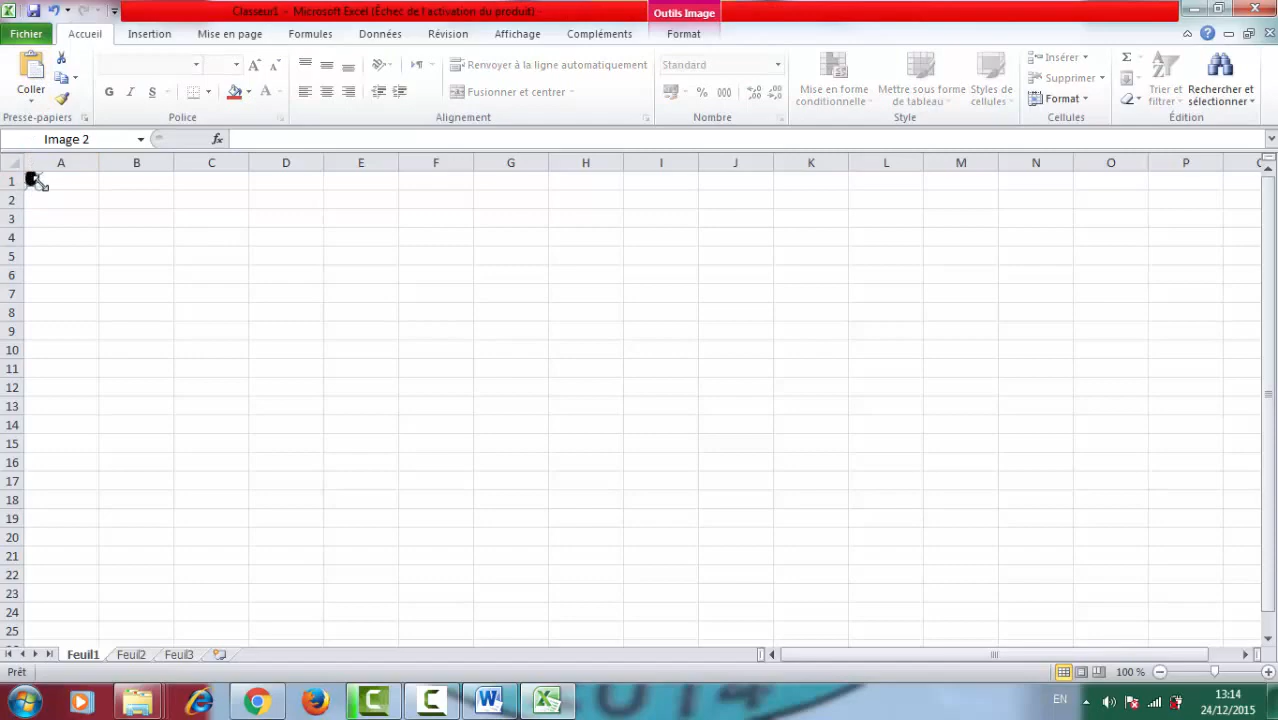 Classeur1 - Microsoft Excel (Échec de l'activation du produit) -
Outils Image
Fichier Accueil Insertion Mise en page Formules Données Révision Affichage Compléments Format
Coller
Presse-papiers
G I S
Police
Renvoyer à la ligne automatiquement
Fusionner et centrer
Alignement
Standard
% 000
Nombre
Mise en forme conditionnelle
Mettre sous forme de tableau
Styles de cellules
Style
Insérer
Supprimer
Format
Cellules
Σ
Trier et filtrer
Rechercher et sélectionner
Édition
Image 2
fx
A B C D E F G H I J K L M N O P
1
2
3
4
5
6
7
8
9
10
11
12
13
14
15
16
17
18
19
20
21
22
23
24
25
Feuil1 Feuil2 Feuil3
Prêt
100 %
EN
13:14
24/12/2015